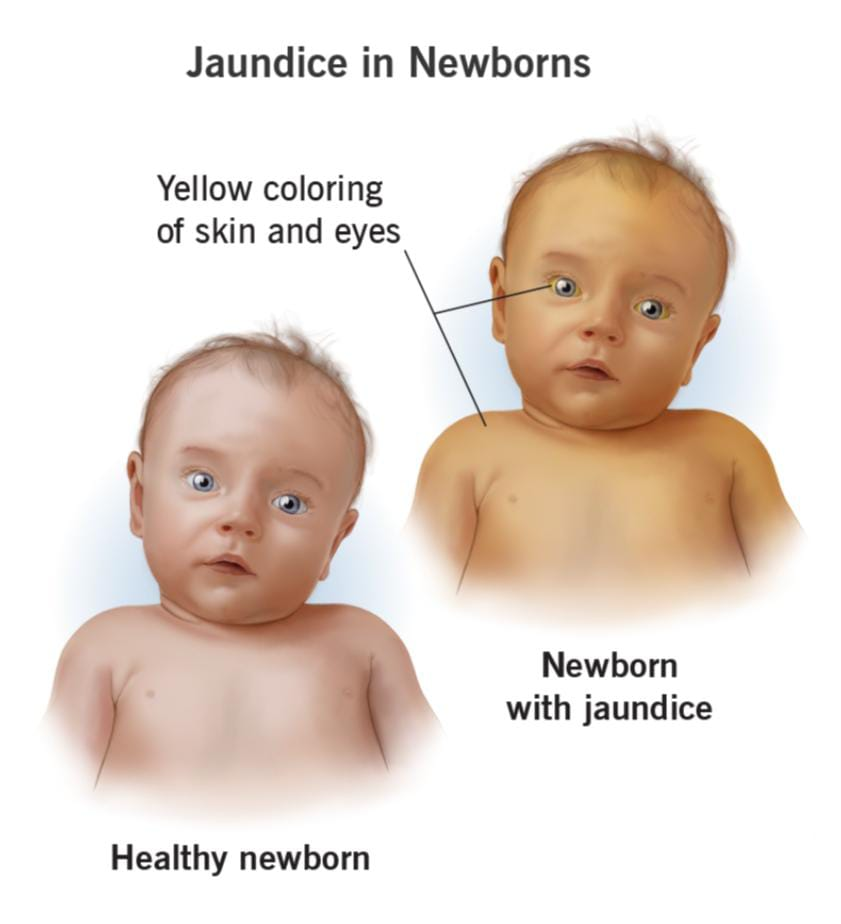 Jaundice in Newborns
Yellow coloring
of skin and eyes
Newborn
with jaundice
Healthy newborn